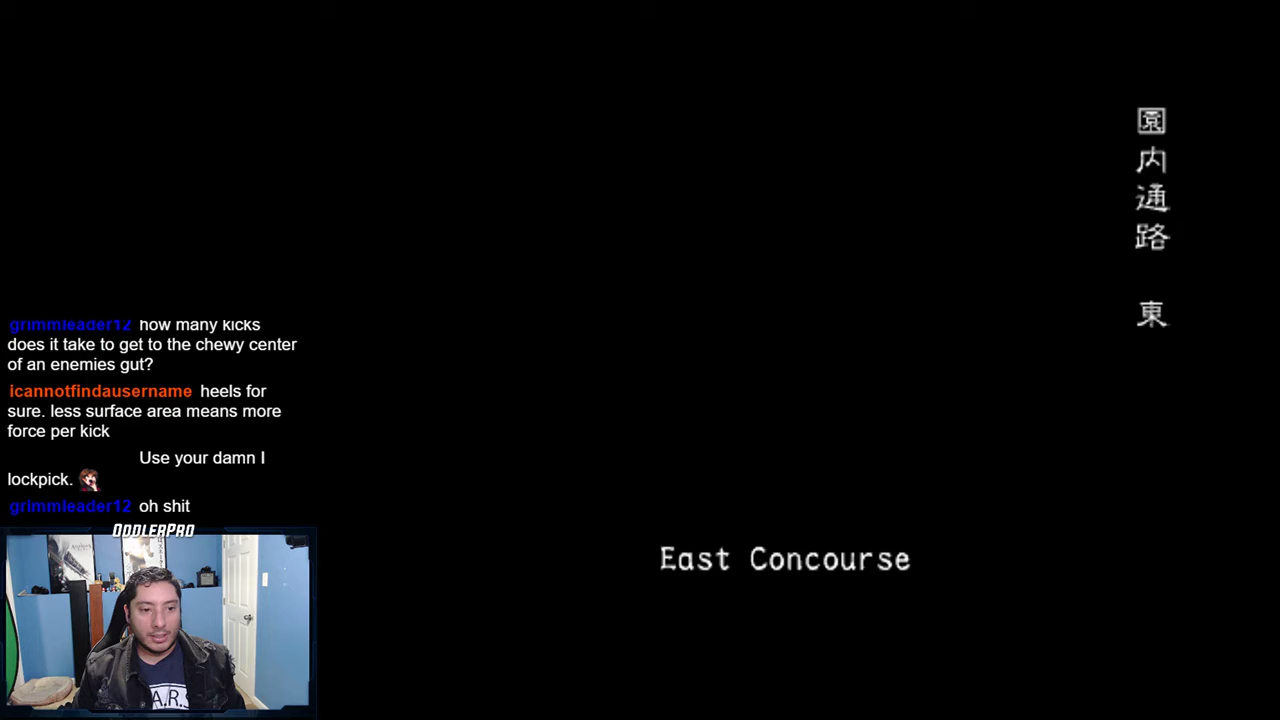 園内通路 東
grimmleader12 how many kicks
does it take to get to the chewy center
of an enemies gut?
icannotfindausername heels for
sure. less surface area means more
force per kick
Use your damn I
lockpick.
grimmleader12 oh shit
ODDLERPRO
East Concourse
A.R.S